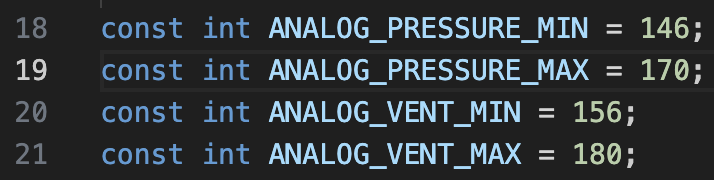 18 const int ANALOG_PRESSURE_MIN = 146;
19 const int ANALOG_PRESSURE_MAX = 170;
20 const int ANALOG_VENT_MIN = 156;
21 const int ANALOG_VENT_MAX = 180;